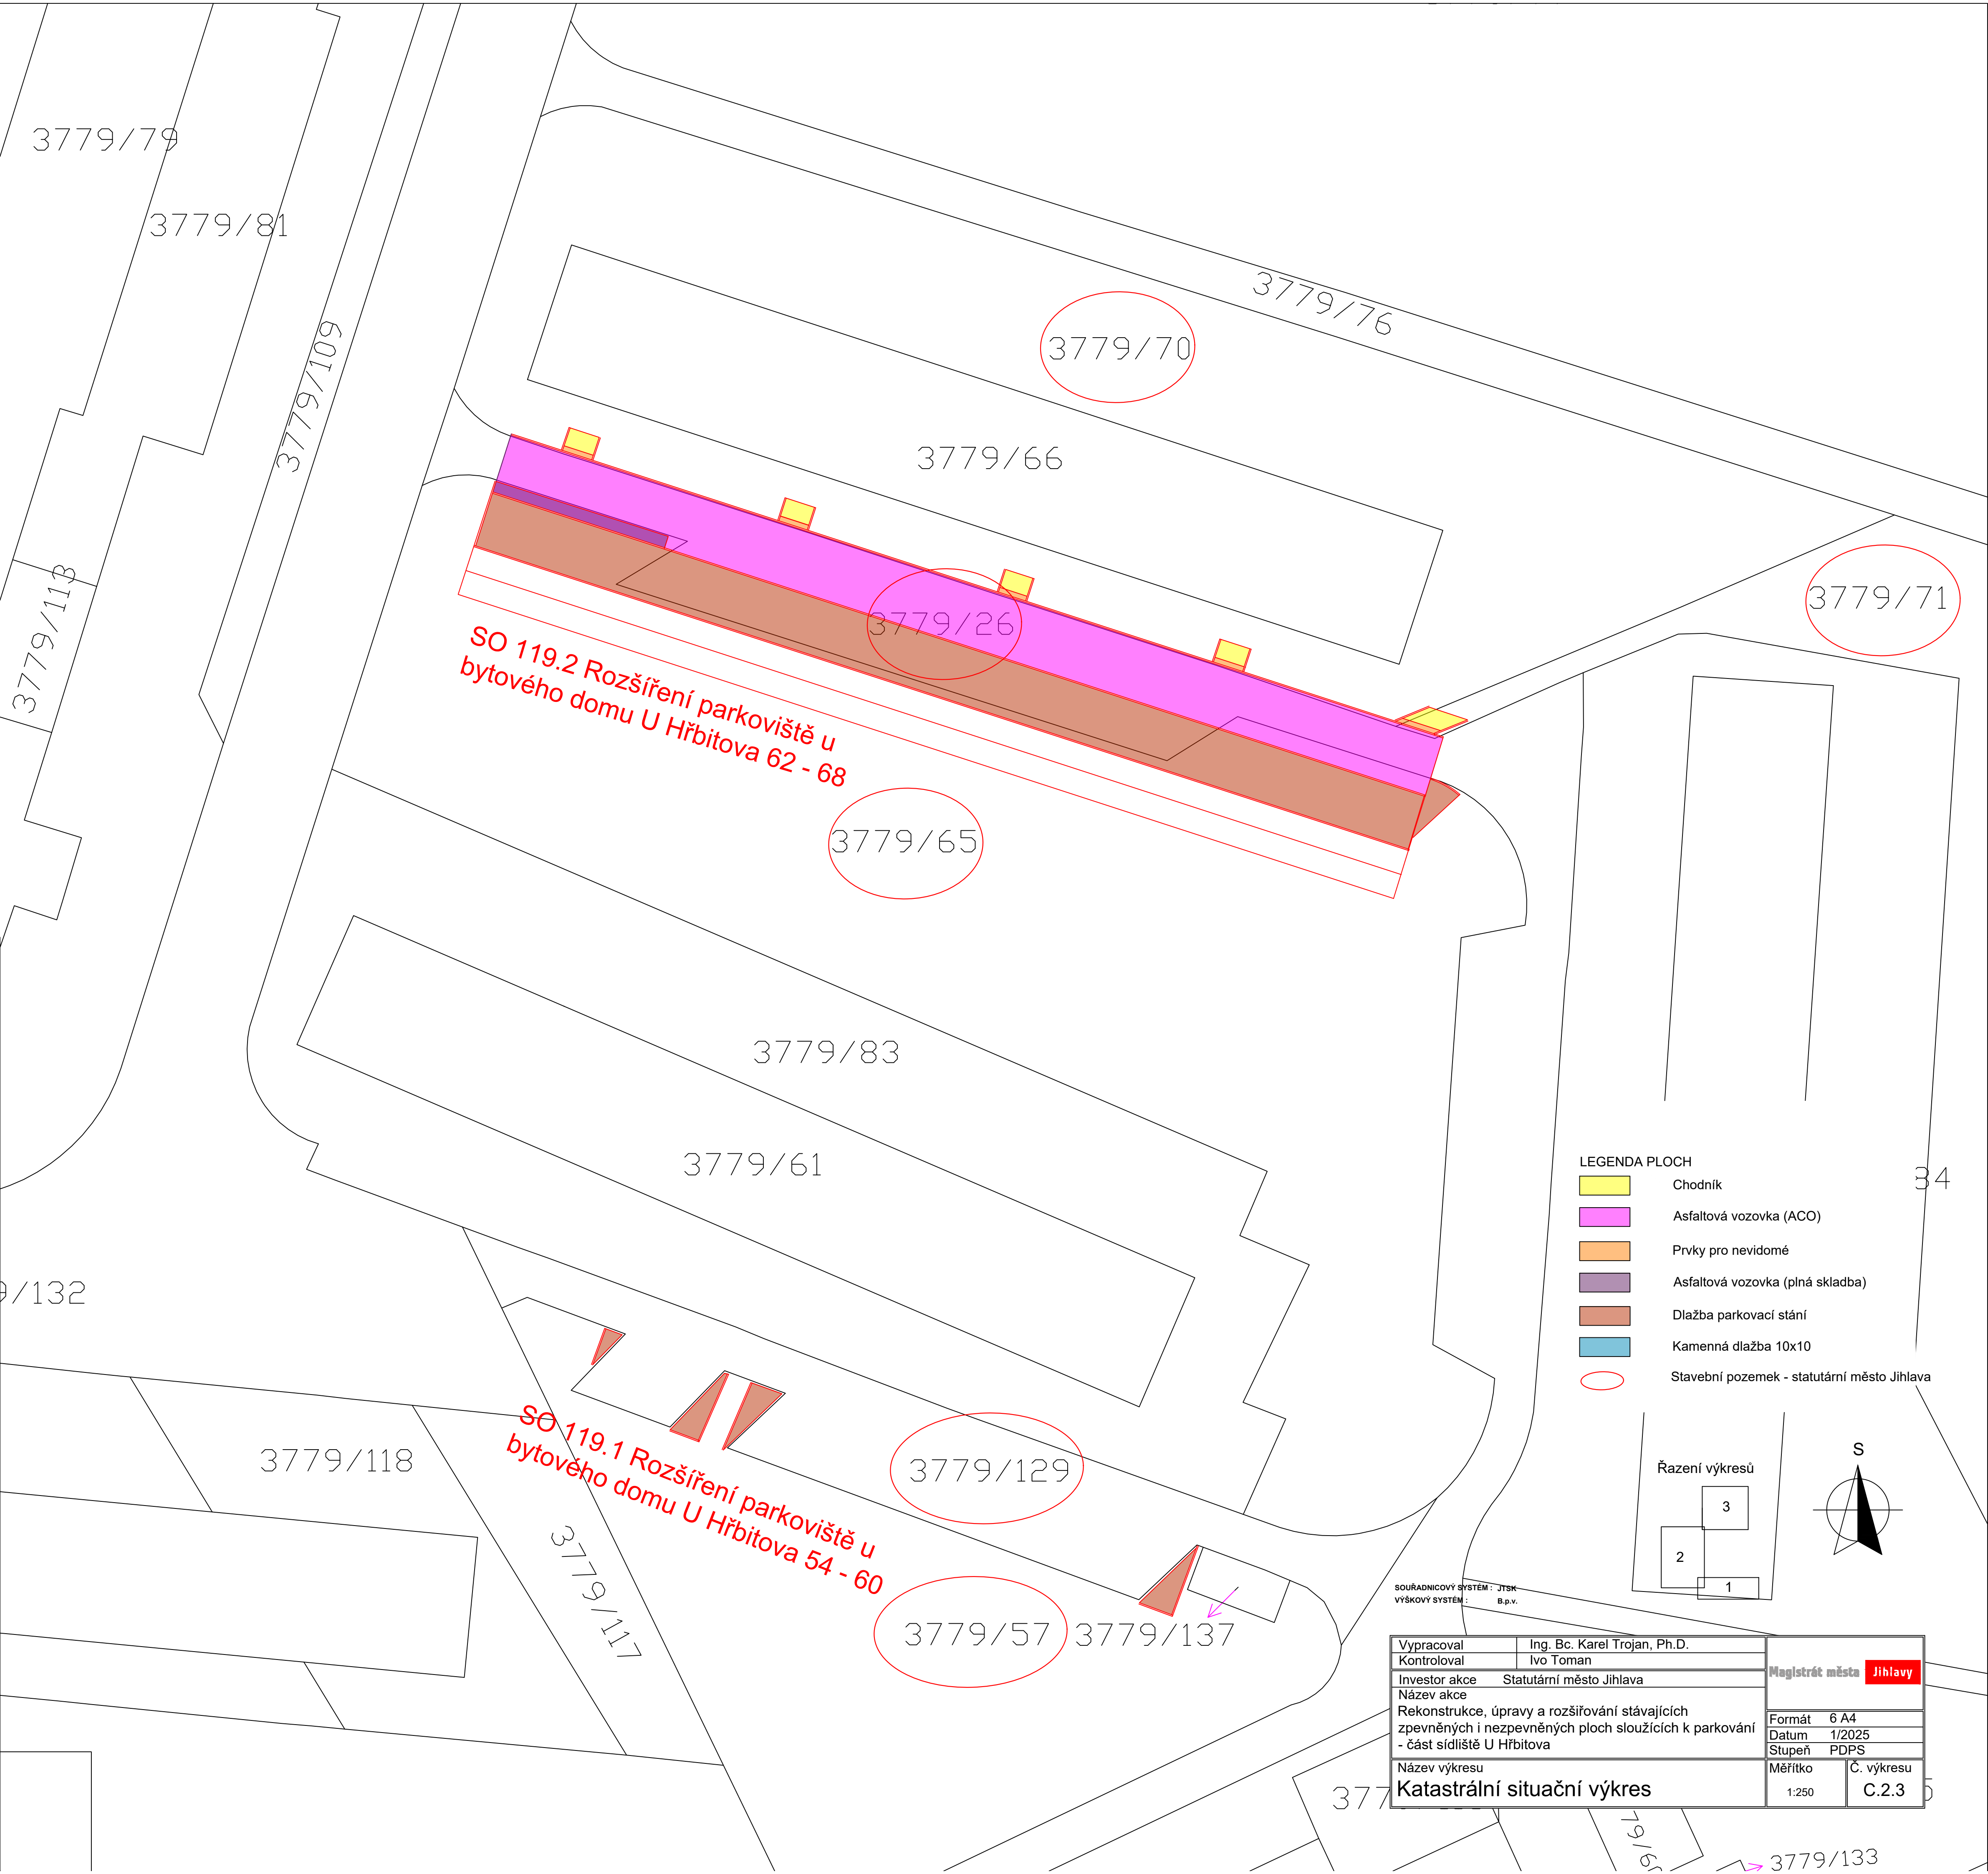 3779/79
3779/81
3779/109
3779/76
3779/70
3779/66
3779/71
3779/113
3779/26
SO 119.2 Rozšíření parkoviště u
bytového domu U Hřbitova 62 - 68
3779/65
3779/83
3779/61
LEGENDA PLOCH
Chodník
Asfaltová vozovka (ACO)
Prvky pro nevidomé
Asfaltová vozovka (plná skladba)
Dlažba parkovací stání
Kamenná dlažba 10x10
Stavební pozemek - statutární město Jihlava
84
9/132
SO 119.1 Rozšíření parkoviště u
bytového domu U Hřbitova 54 - 60
3779/118
3779/129
3779/117
3779/57
3779/137
Řazení výkresů
3
2
1
S
SOUŘADNICOVÝ SYSTÉM : JTSK
VÝŠKOVÝ SYSTÉM : B.p.v.
Vypracoval Ing. Bc. Karel Trojan, Ph.D.
Kontroloval Ivo Toman
Investor akce Statutární město Jihlava
Název akce
Rekonstrukce, úpravy a rozšiřování stávajících
zpevněných i nezpevněných ploch sloužících k parkování
- část sídliště U Hřbitova
Magistrát města Jihlavy
Formát 6 A4
Datum 1/2025
Stupeň PDPS
Název výkresu
Katastrální situační výkres
Měřítko
1:250
Č. výkresu
C.2.3
377
79/6
3779/133